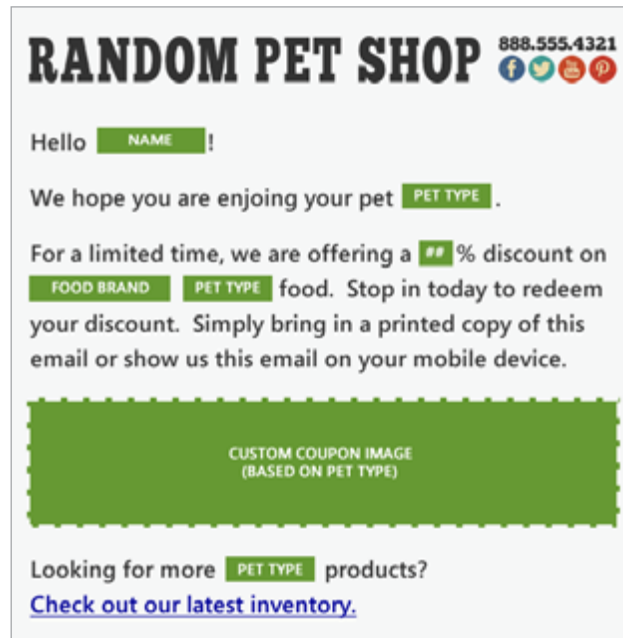 RANDOM PET SHOP 888.555.4321
Hello NAME !
We hope you are enjoing your pet PET TYPE .
For a limited time, we are offering a ## % discount on
FOOD BRAND PET TYPE food. Stop in today to redeem
your discount. Simply bring in a printed copy of this
email or show us this email on your mobile device.
CUSTOM COUPON IMAGE
(BASED ON PET TYPE)
Looking for more PET TYPE products?
Check out our latest inventory.